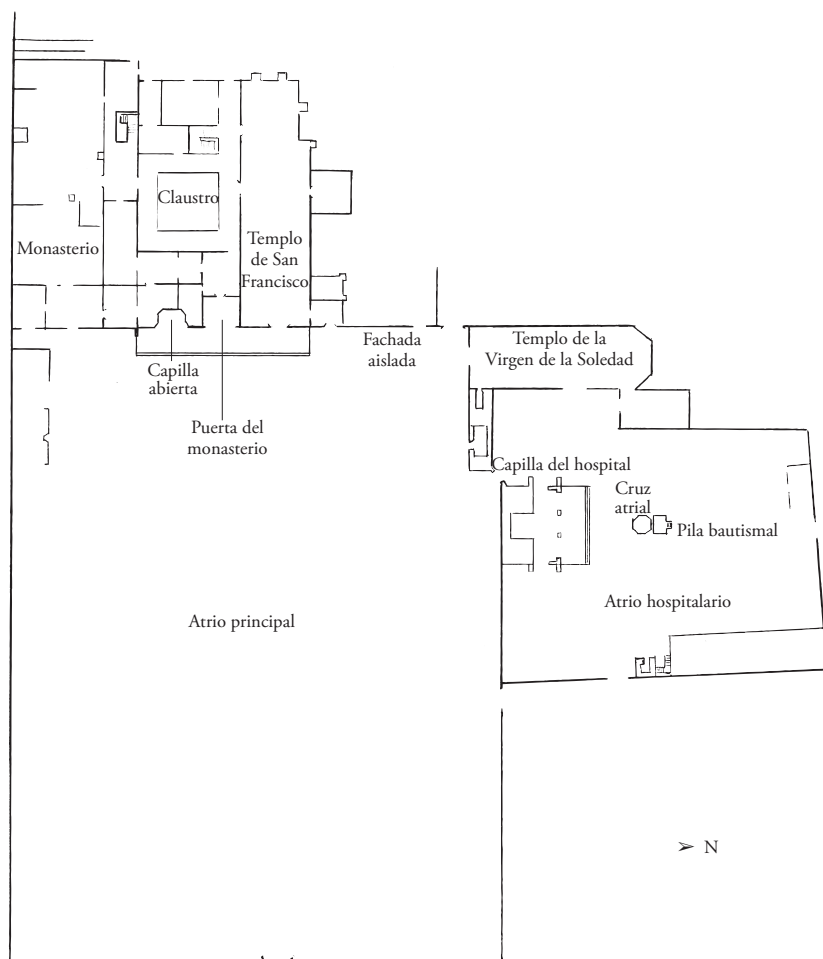 Claustro
Monasterio
Templo
de San
Francisco
Fachada
aislada
Templo de la
Virgen de la Soledad
Capilla
abierta
Puerta del
monasterio
Capilla del hospital
Cruz
atrial
Pila bautismal
Atrio hospitalario
Atrio principal
N